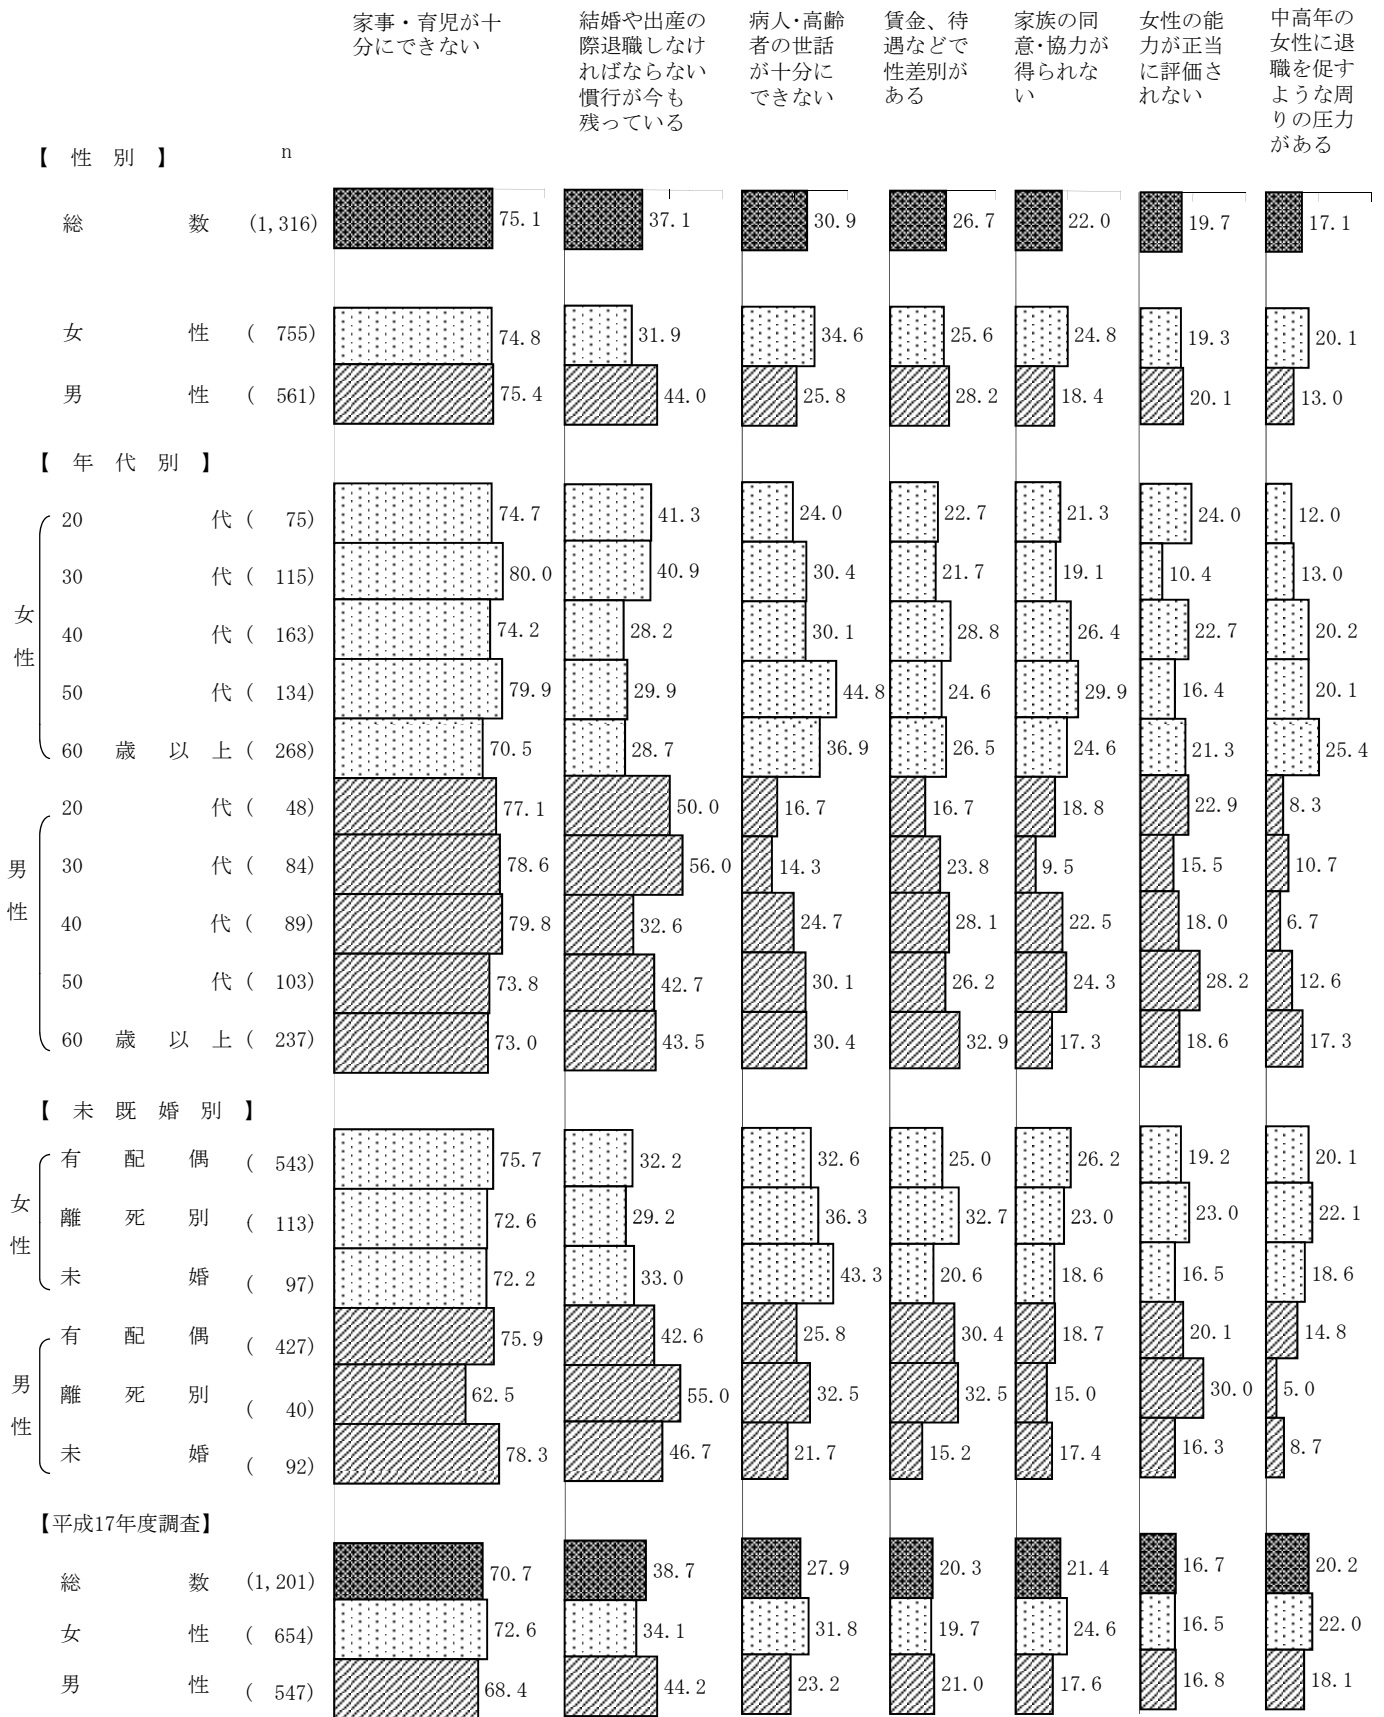 家事・育児が十
分にできない
結婚や出産の
際退職しなけ
ればならない
慣行が今も
残っている
病人・高齢
者の世話
が十分に
できない
賃金、待
遇などで
性差別が
ある
家族の同
意・協力が
得られな
い
女性の能
力が正当
に評価さ
れない
中高年の
女性に退
職を促す
ような周
りの圧力
がある
【 性 別 】 n
総 数 (1,316) 75.1 37.1 30.9 26.7 22.0 19.7 17.1
女 性 ( 755) 74.8 31.9 34.6 25.6 24.8 19.3 20.1
男 性 ( 561) 75.4 44.0 25.8 28.2 18.4 20.1 13.0
【 年 代 別 】
女性
20 代 ( 75) 74.7 41.3 24.0 22.7 21.3 24.0 12.0
30 代 ( 115) 80.0 40.9 30.4 21.7 19.1 10.4 13.0
40 代 ( 163) 74.2 28.2 30.1 28.8 26.4 22.7 20.2
50 代 ( 134) 79.9 29.9 44.8 24.6 29.9 16.4 20.1
60 歳 以 上 ( 268) 70.5 28.7 36.9 26.5 24.6 21.3 25.4
男性
20 代 ( 48) 77.1 50.0 16.7 16.7 18.8 22.9 8.3
30 代 ( 84) 78.6 56.0 14.3 23.8 9.5 15.5 10.7
40 代 ( 89) 79.8 32.6 24.7 28.1 22.5 18.0 6.7
50 代 ( 103) 73.8 42.7 30.1 26.2 24.3 28.2 12.6
60 歳 以 上 ( 237) 73.0 43.5 30.4 32.9 17.3 18.6 17.3
【 未 既 婚 別 】
女性
有 配 偶 ( 543) 75.7 32.2 32.6 25.0 26.2 19.2 20.1
離 死 別 ( 113) 72.6 29.2 36.3 32.7 23.0 23.0 22.1
未 婚 ( 97) 72.2 33.0 43.3 20.6 18.6 16.5 18.6
男性
有 配 偶 ( 427) 75.9 42.6 25.8 30.4 18.7 20.1 14.8
離 死 別 ( 40) 62.5 55.0 32.5 32.5 15.0 30.0 5.0
未 婚 ( 92) 78.3 46.7 21.7 15.2 17.4 16.3 8.7
【平成17年度調査】
総 数 (1,201) 70.7 38.7 27.9 20.3 21.4 16.7 20.2
女 性 ( 654) 72.6 34.1 31.8 19.7 24.6 16.5 22.0
男 性 ( 547) 68.4 44.2 23.2 21.0 17.6 16.8 18.1